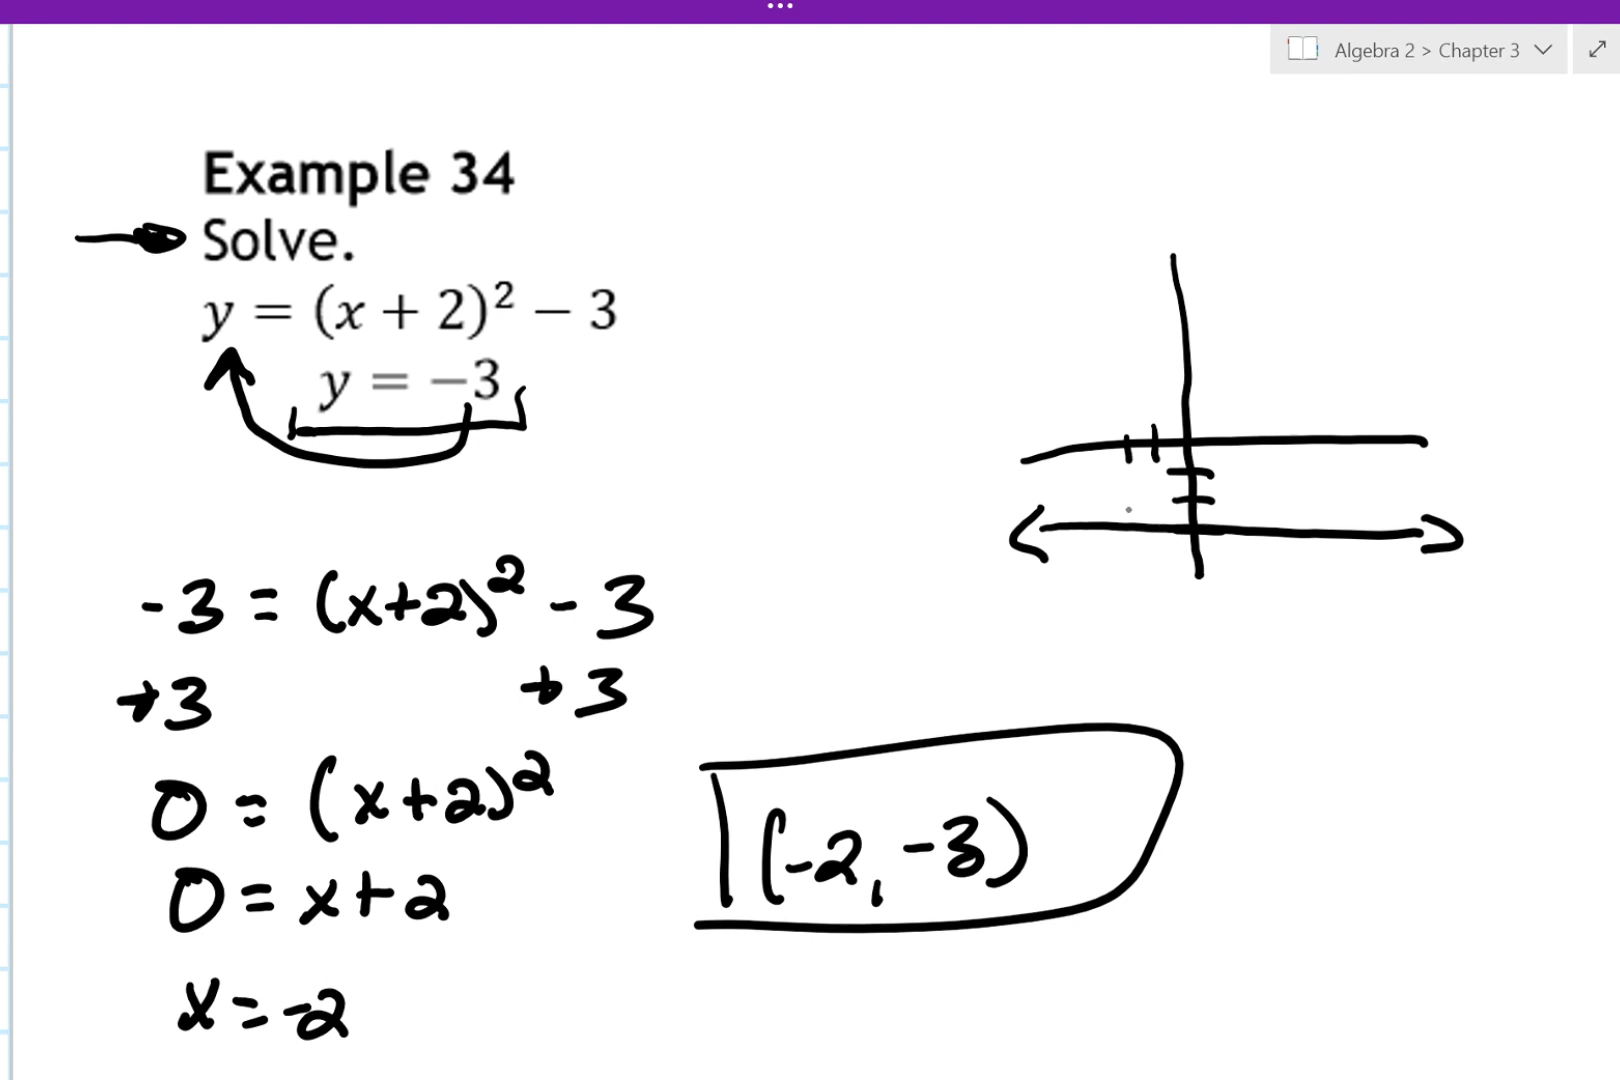 Algebra 2 > Chapter 3
Example 34
Solve.
y = (x + 2)² − 3
y = −3
-3 = (x+2)² - 3
+3 +3
0 = (x+2)²
0 = x+2
x = -2
(-2, -3)